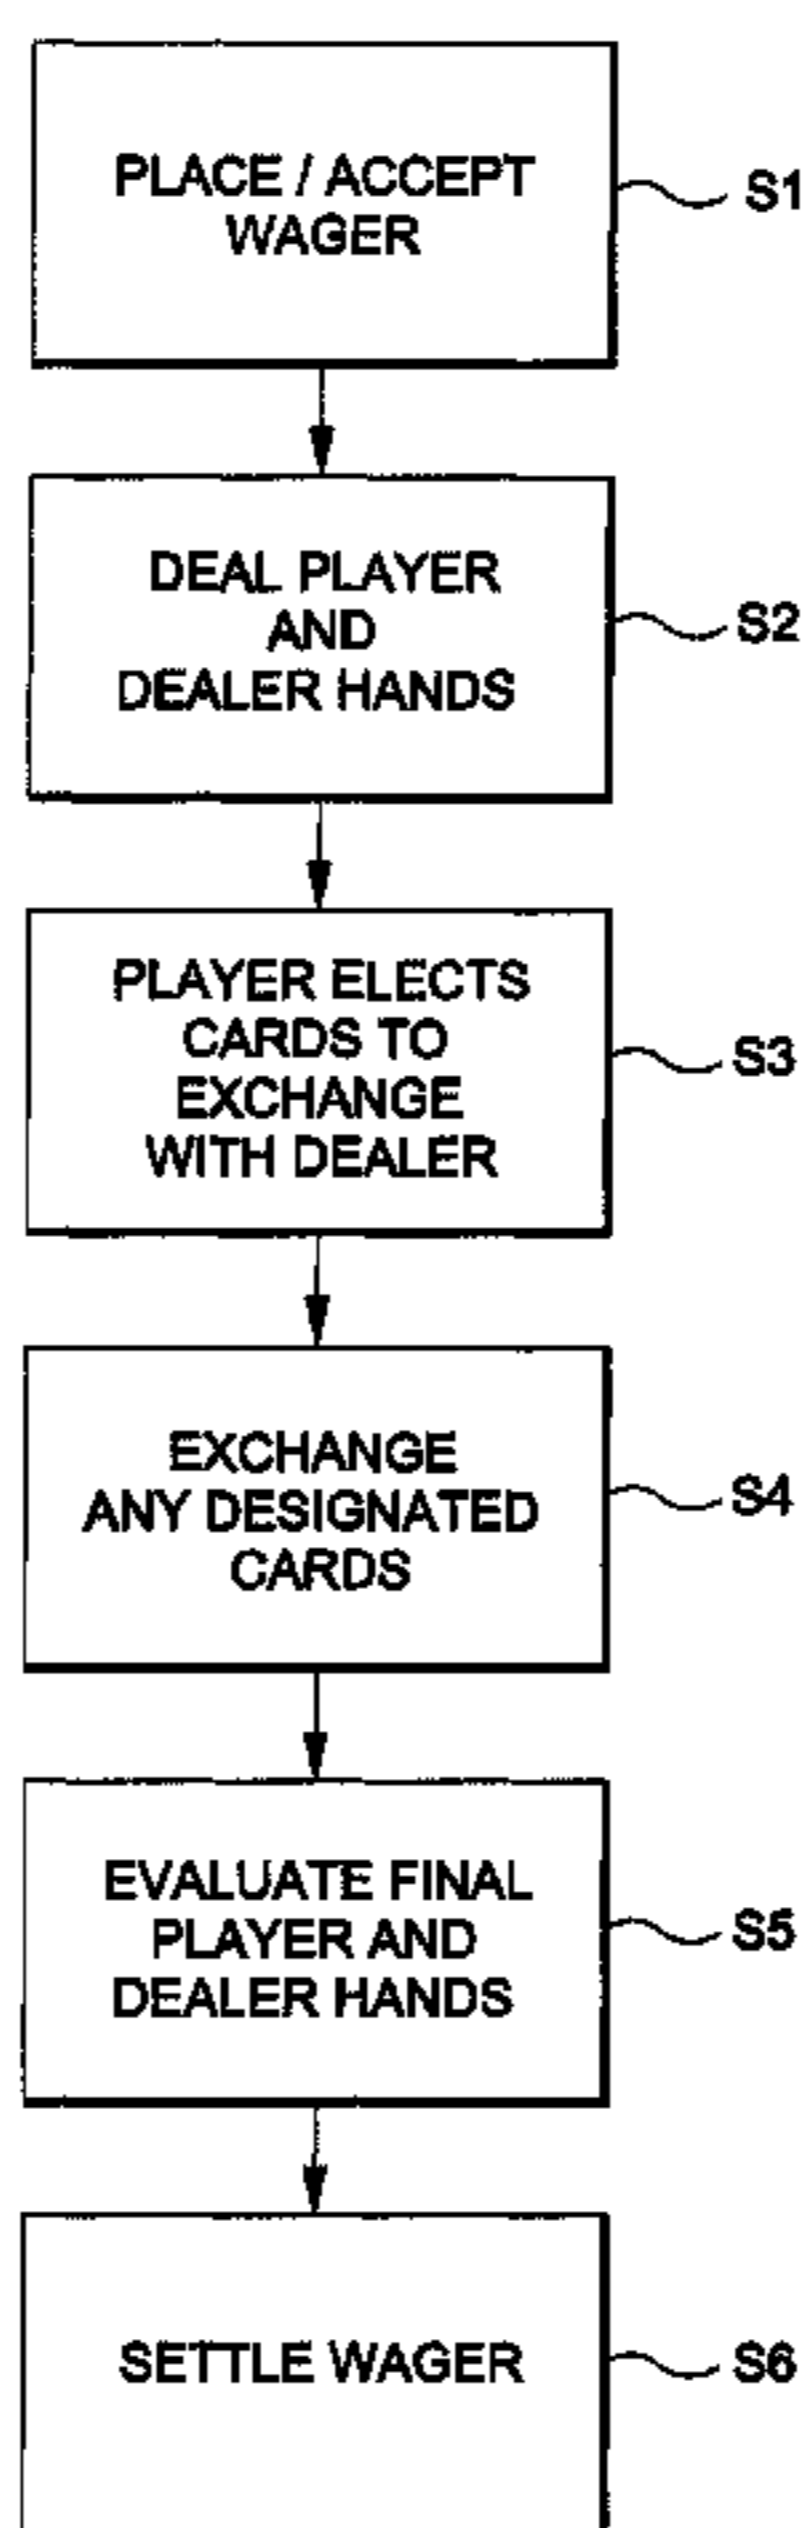 PLACE / ACCEPT
WAGER
S1
DEAL PLAYER
AND
DEALER HANDS
S2
PLAYER ELECTS
CARDS TO
EXCHANGE
WITH DEALER
S3
EXCHANGE
ANY DESIGNATED
CARDS
S4
EVALUATE FINAL
PLAYER AND
DEALER HANDS
S5
SETTLE WAGER
S6